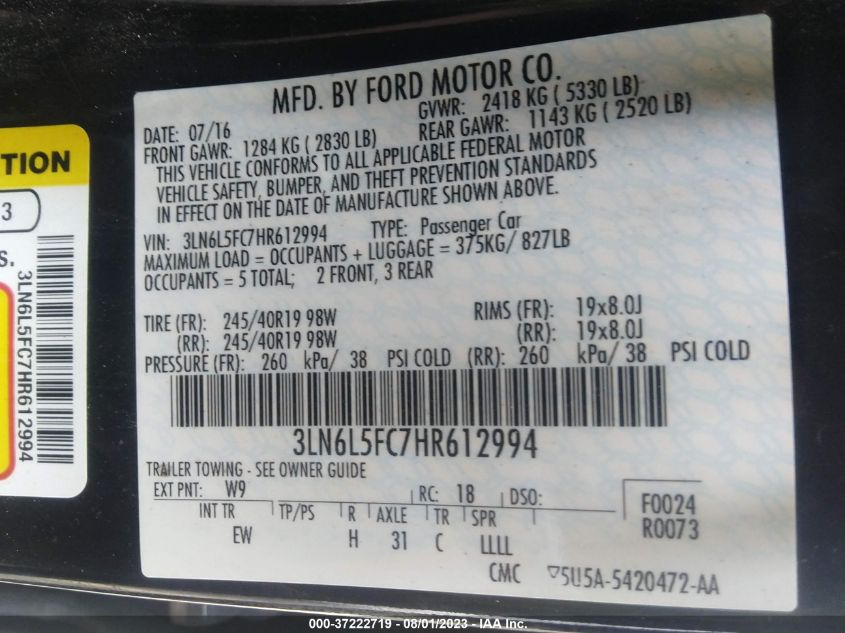 MFD. BY FORD MOTOR CO.
DATE: 07/16 GVWR: 2418 KG ( 5330 LB)
FRONT GAWR: 1284 KG ( 2830 LB) REAR GAWR: 1143 KG ( 2520 LB)
THIS VEHICLE CONFORMS TO ALL APPLICABLE FEDERAL MOTOR
VEHICLE SAFETY, BUMPER, AND THEFT PREVENTION STANDARDS
IN EFFECT ON THE DATE OF MANUFACTURE SHOWN ABOVE.
VIN: 3LN6L5FC7HR612994 TYPE: Passenger Car
MAXIMUM LOAD = OCCUPANTS + LUGGAGE = 375KG/ 827LB
OCCUPANTS = 5 TOTAL; 2 FRONT, 3 REAR
TIRE (FR): 245/40R19 98W RIMS (FR): 19x8.0J
(RR): 245/40R19 98W (RR): 19x8.0J
PRESSURE (FR): 260 kPa/ 38 PSI COLD (RR): 260 kPa/ 38 PSI COLD
3LN6L5FC7HR612994
TRAILER TOWING - SEE OWNER GUIDE
EXT PNT: W9 RC: 18 DSO:
INT TR TP/PS R AXLE TR SPR
EW H 31 C LLLL
F0024
R0073
CMC 5U5A-5420472-AA
TION
3
S.
3LN6L5FC7HR612994
000-37222719 - 08/01/2023 - IAA Inc.